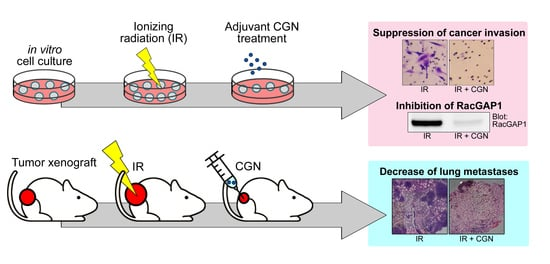 in vitro
cell culture
Ionizing
radiation (IR)
Adjuvant CGN
treatment
Suppression of cancer invasion
IR
IR + CGN
Inhibition of RacGAP1
Blot:
RacGAP1
IR
IR + CGN
Tumor xenograft
IR
CGN
Decrease of lung metastases
IR
IR + CGN